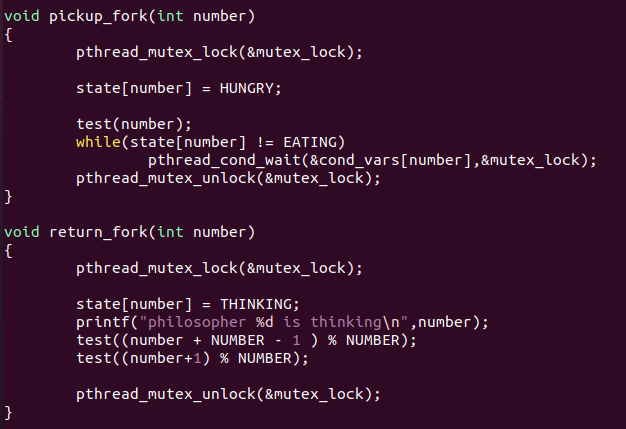 void pickup_fork(int number)
{
        pthread_mutex_lock(&mutex_lock);

        state[number] = HUNGRY;

        test(number);
        while(state[number] != EATING)
                pthread_cond_wait(&cond_vars[number],&mutex_lock);
        pthread_mutex_unlock(&mutex_lock);
}

void return_fork(int number)
{
        pthread_mutex_lock(&mutex_lock);

        state[number] = THINKING;
        printf("philosopher %d is thinking\n",number);
        test((number + NUMBER - 1 ) % NUMBER);
        test((number+1) % NUMBER);

        pthread_mutex_unlock(&mutex_lock);
}